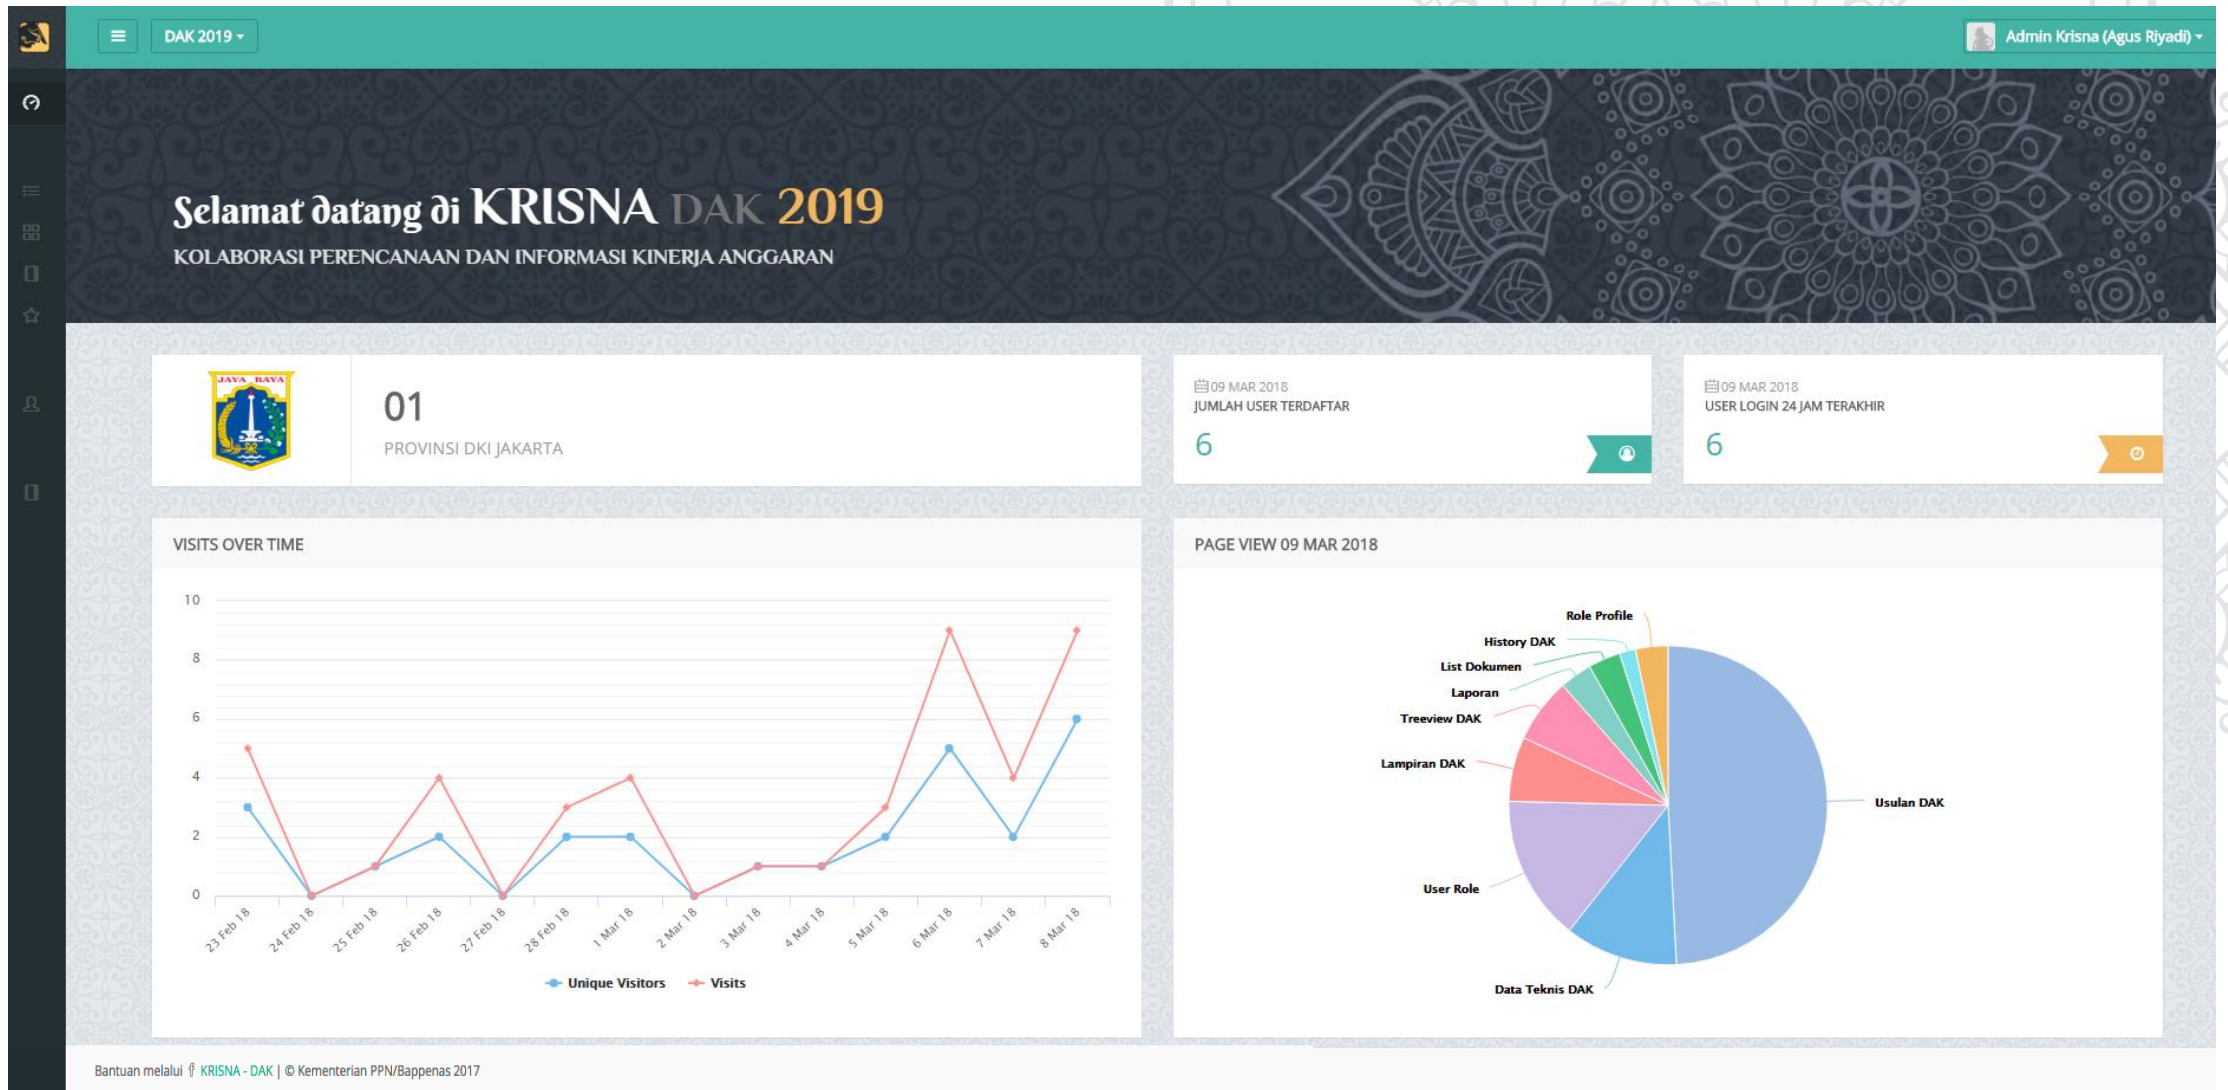 DAK 2019
Admin Krisna (Agus Riyadi)
Selamat datang di KRISNA DAK 2019
KOLABORASI PERENCANAAN DAN INFORMASI KINERJA ANGGARAN
JAYA RAYA
01
PROVINSI DKI JAKARTA
09 MAR 2018
JUMLAH USER TERDAFTAR
6
09 MAR 2018
USER LOGIN 24 JAM TERAKHIR
6
VISITS OVER TIME
10
8
6
4
2
0
23 Feb 18
24 Feb 18
25 Feb 18
26 Feb 18
27 Feb 18
28 Feb 18
1 Mar 18
2 Mar 18
3 Mar 18
4 Mar 18
5 Mar 18
6 Mar 18
7 Mar 18
8 Mar 18
Unique Visitors
Visits
PAGE VIEW 09 MAR 2018
Role Profile
History DAK
List Dokumen
Laporan
Treeview DAK
Lampiran DAK
Usulan DAK
User Role
Data Teknis DAK
Bantuan melalui KRISNA - DAK | © Kementerian PPN/Bappenas 2017